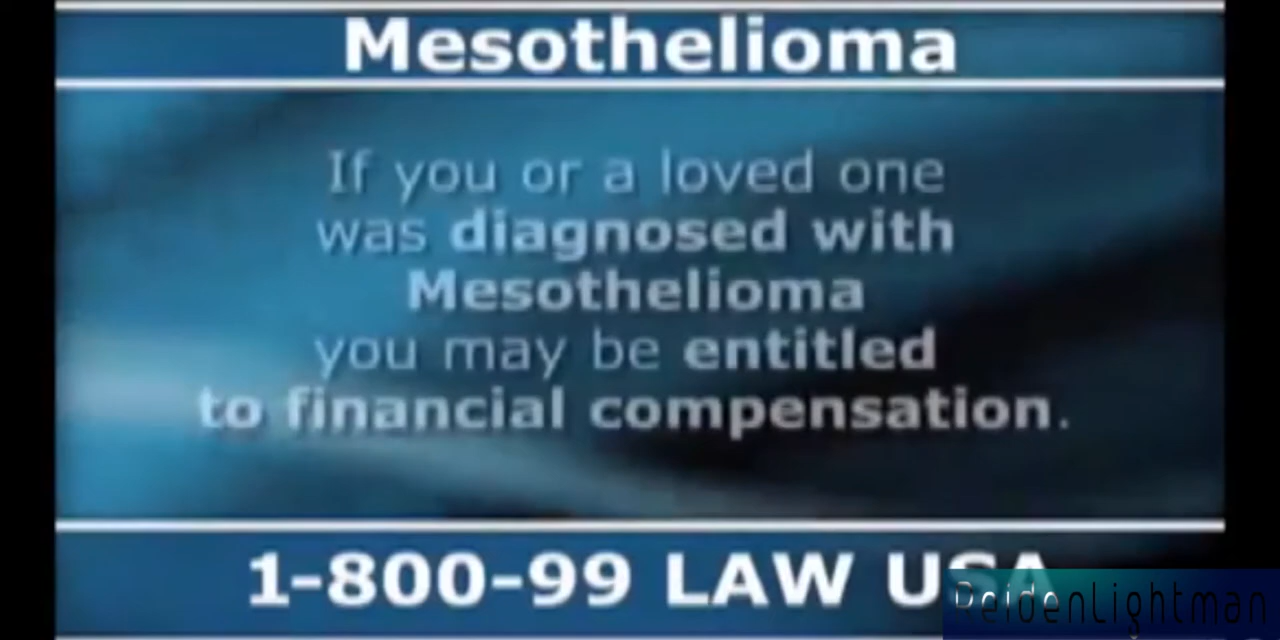 Mesothelioma
If you or a loved one
was diagnosed with
Mesothelioma
you may be entitled
to financial compensation.
1-800-99 LAW USA
ReidenLightman